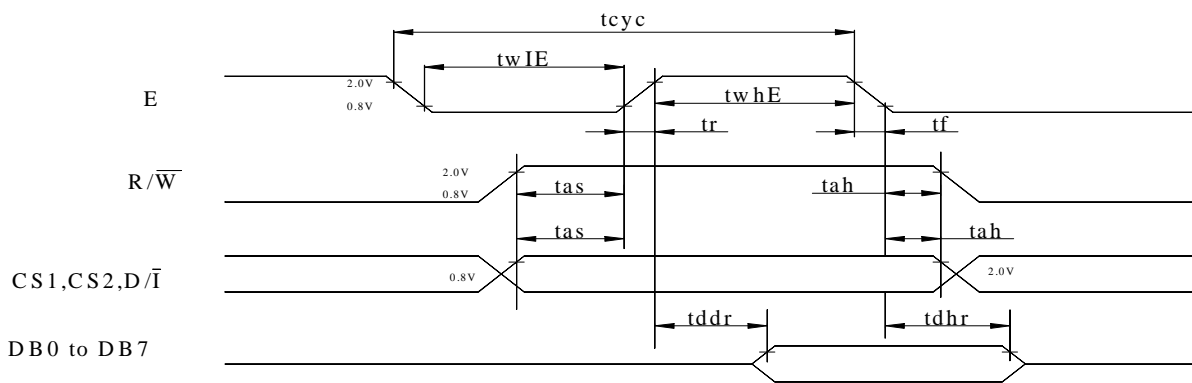 tcyc
twIE
2.0V
E
0.8V
twhE
tr
tf
R/W̅
2.0V
0.8V
tas
tah
tas
tah
CS1,CS2,D/I̅
0.8V
2.0V
tddr
tdhr
DB0 to DB7